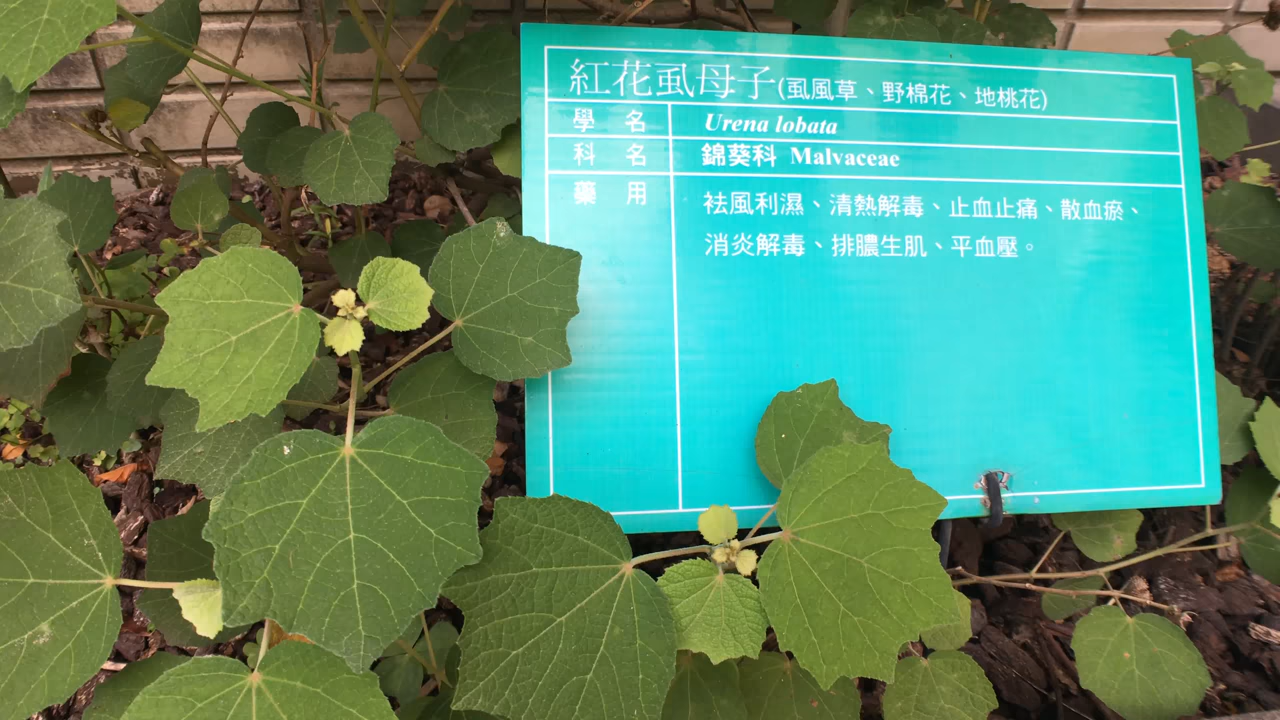 紅花虱母子(虱風草、野棉花、地桃花)
學 名 Urena lobata
科 名 錦葵科 Malvaceae
藥 用 袪風利濕、清熱解毒、止血止痛、散血瘀、
消炎解毒、排膿生肌、平血壓。